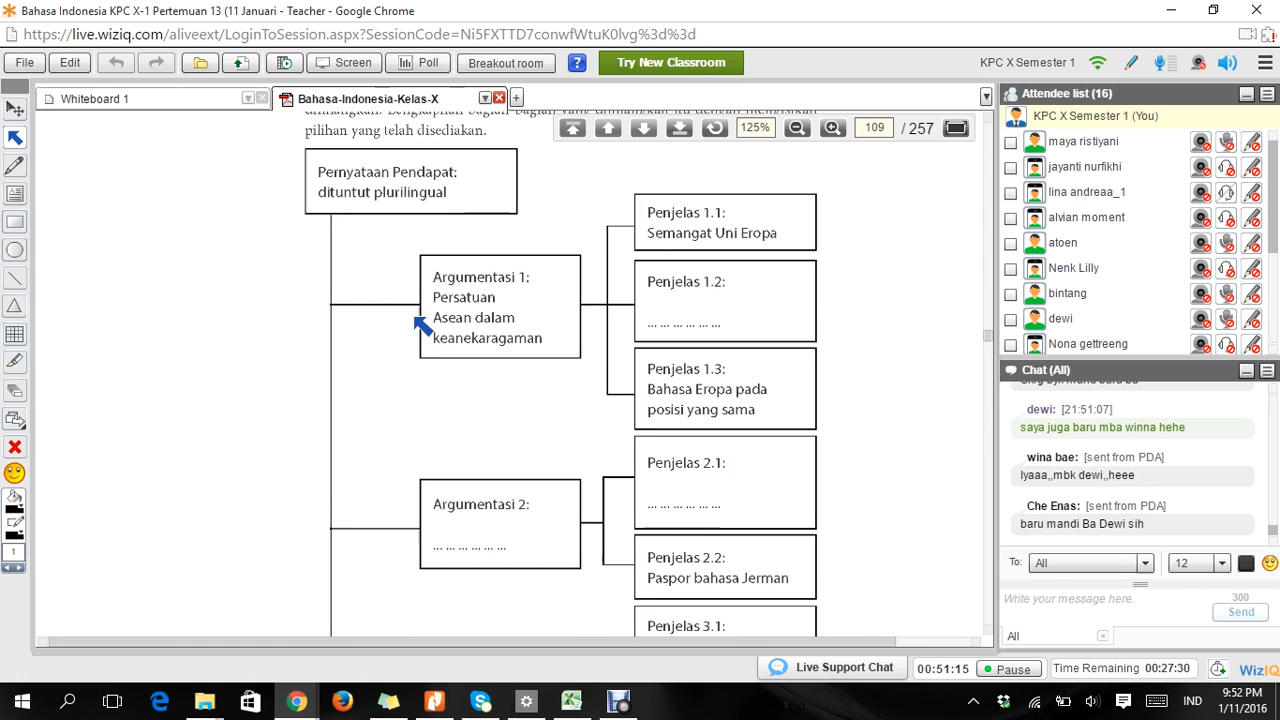 Bahasa Indonesia KPC X-1 Pertemuan 13 (11 Januari - Teacher - Google Chrome
https://live.wiziq.com/aliveext/LoginToSession.aspx?SessionCode=Ni5FXTTD7conwfWtuK0lvg%3d%3d
File
Edit
Screen
Poll
Breakout room
?
Try New Classroom
KPC X Semester 1
Whiteboard 1
Bahasa-Indonesia-Kelas-X
pilihan yang telah disediakan.
125%
109
/ 257
Pernyataan Pendapat:
dituntut plurilingual
Argumentasi 1:
Persatuan
Asean dalam
keanekaragaman
Penjelas 1.1:
Semangat Uni Eropa
Penjelas 1.2:
... ... ... ... ... ...
Penjelas 1.3:
Bahasa Eropa pada
posisi yang sama
Argumentasi 2:
... ... ... ... ... ...
Penjelas 2.1:
... ... ... ... ... ...
Penjelas 2.2:
Paspor bahasa Jerman
Penjelas 3.1:
1
Attendee list (16)
KPC X Semester 1 (You)
maya ristiyani
jayanti nurfikhi
lina andreaa_1
alvian moment
atoen
Nenk Lilly
bintang
dewi
Nona gettreeng
Chat (All)
dewi: [21:51:07]
saya juga baru mba winna hehe
wina bae: [sent from PDA]
Iyaaa,,mbk dewi,,heee
Che Enas: [sent from PDA]
baru mandi Ba Dewi sih
To:
All
12
Write your message here.
300
Send
All
Live Support Chat
00:51:15
Pause
Time Remaining
00:27:30
WizIQ
IND
9:52 PM
1/11/2016